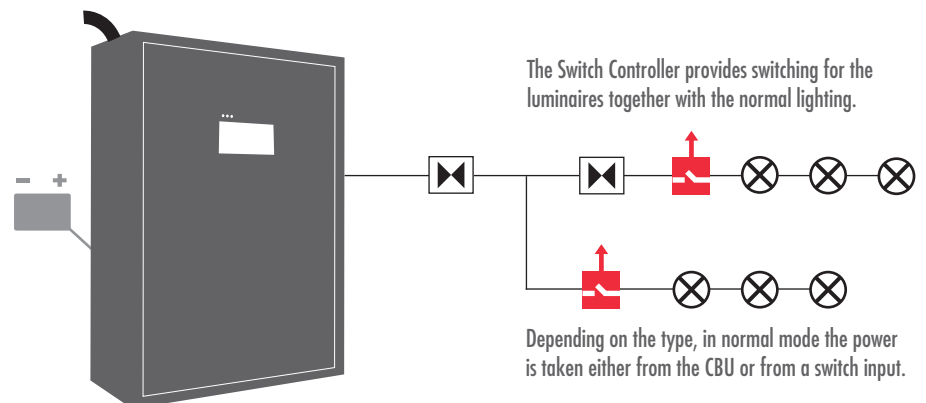 The Switch Controller provides switching for the
luminaires together with the normal lighting.
- +
Depending on the type, in normal mode the power
is taken either from the CBU or from a switch input.